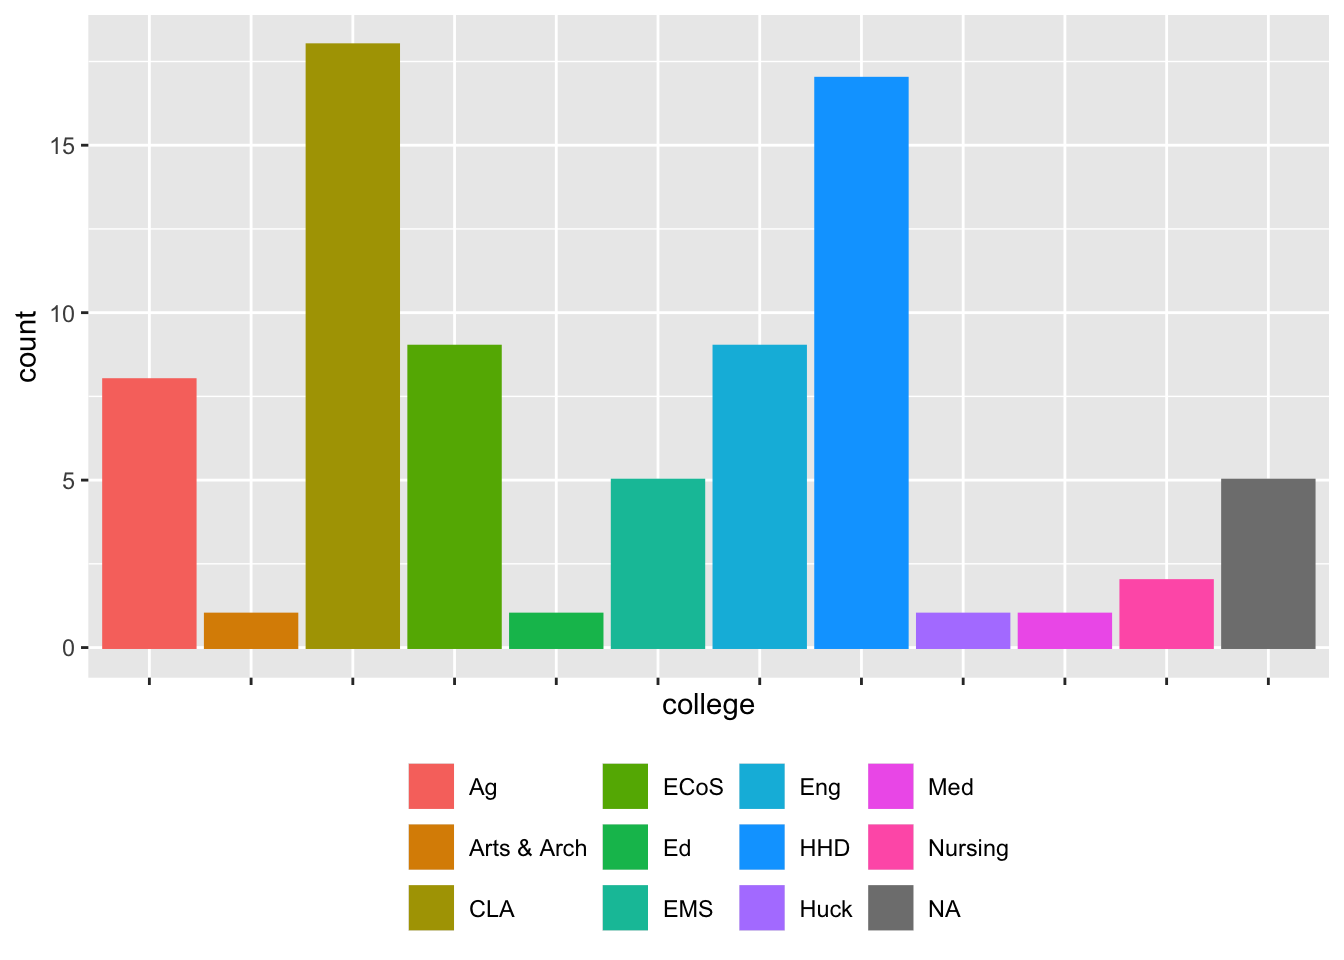 15
10
5
0
count
college
Ag
ECoS
Eng
Med
Arts & Arch
Ed
HHD
Nursing
CLA
EMS
Huck
NA